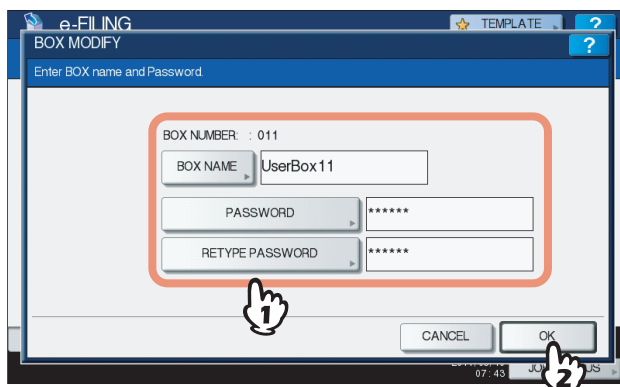 e-FILING
TEMPLATE
?
BOX MODIFY
?
Enter BOX name and Password.
BOX NUMBER: : 011
BOX NAME UserBox11
PASSWORD ******
RETYPE PASSWORD ******
1
CANCEL OK
07:43
2